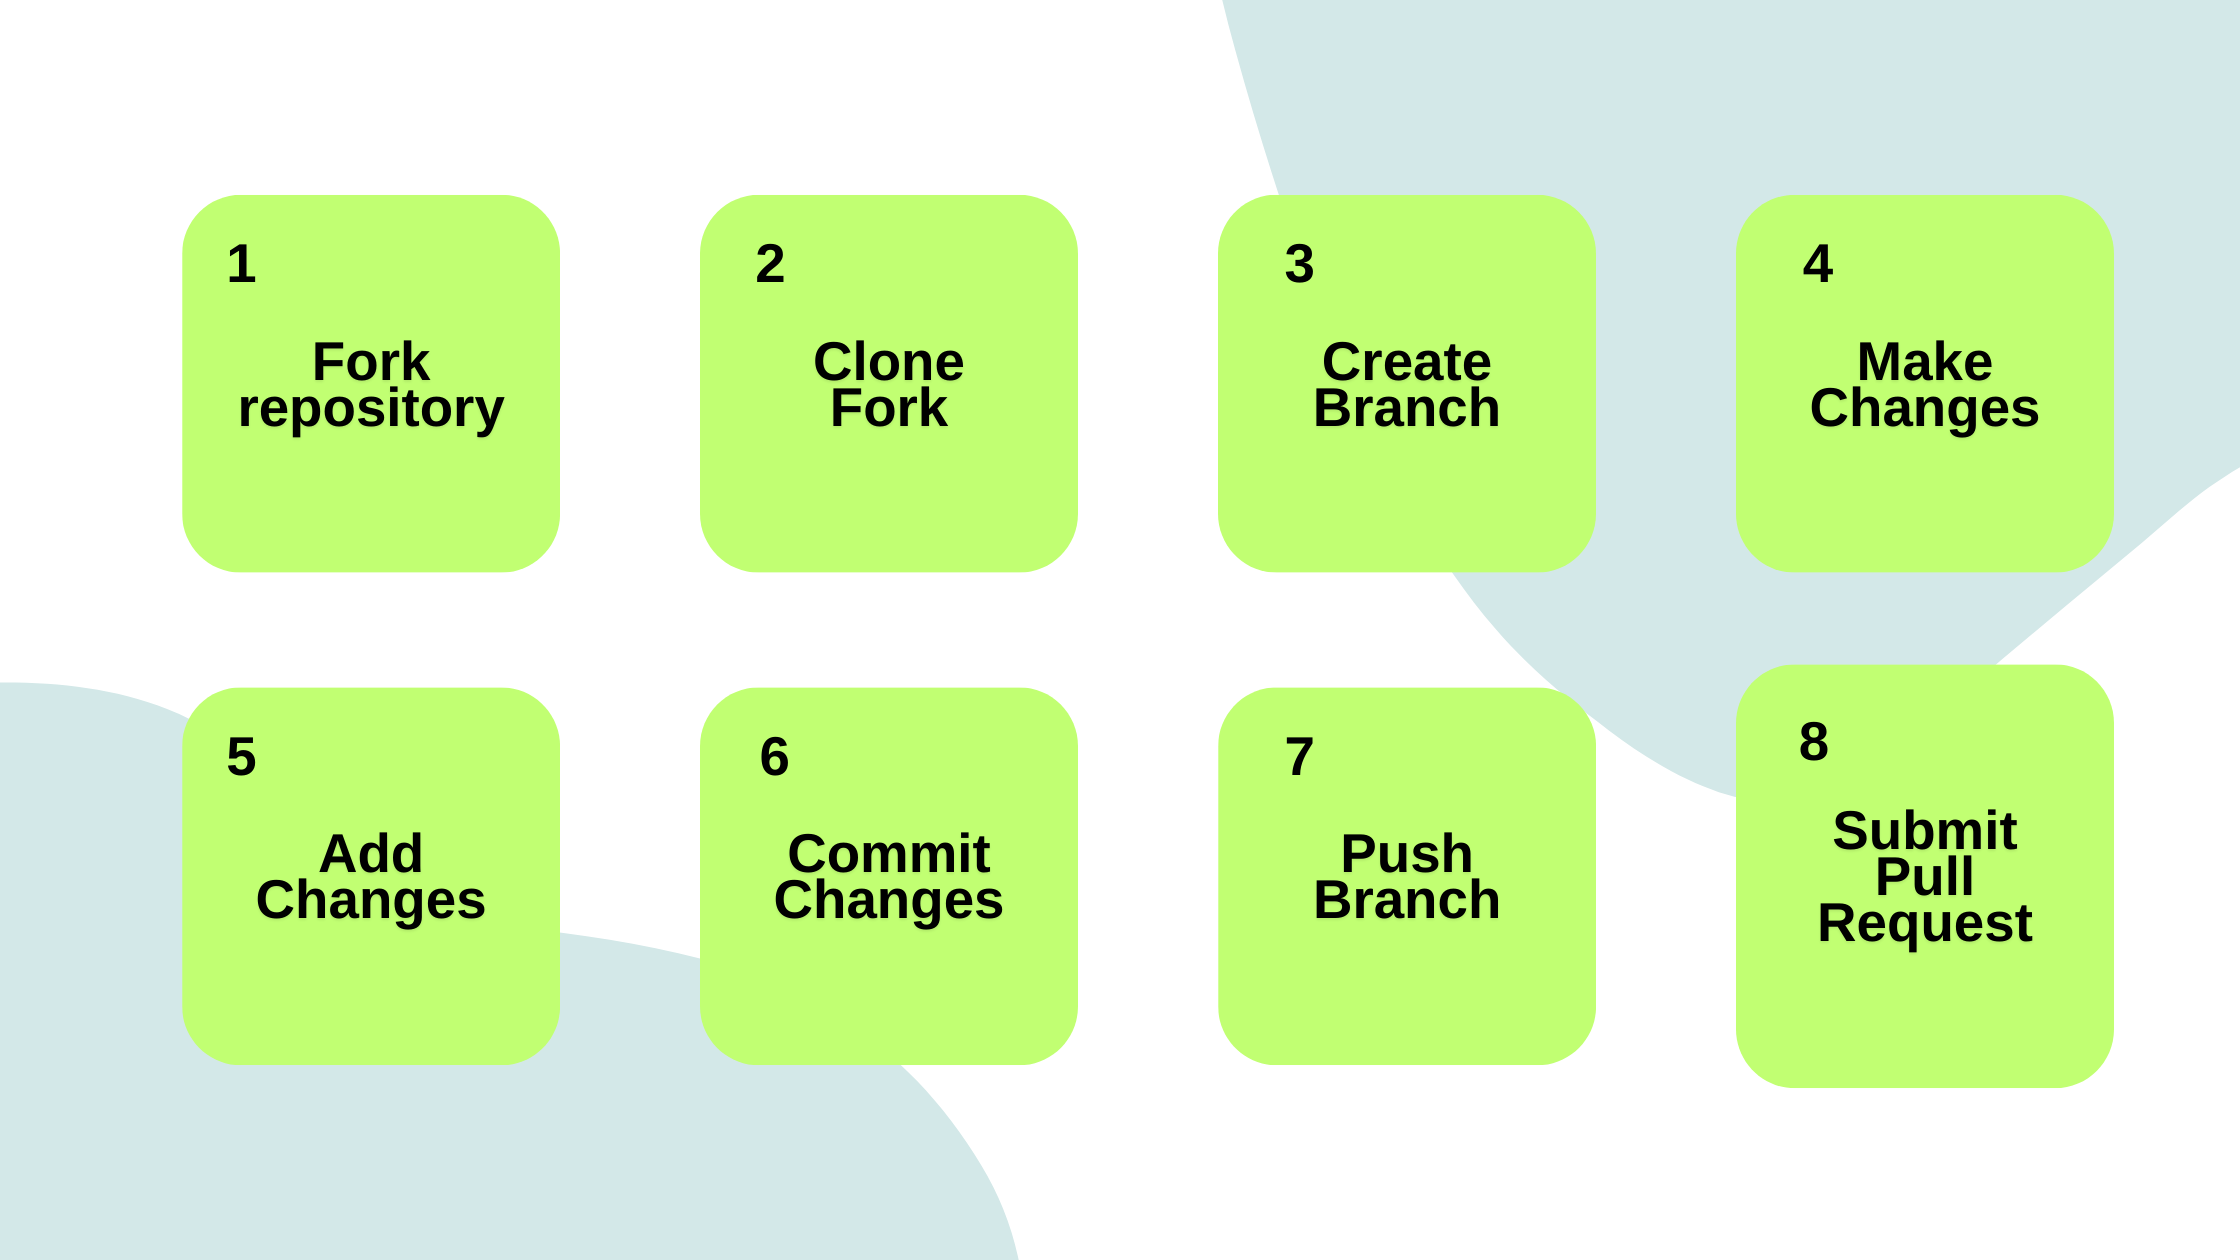 1
Fork
repository
2
Clone
Fork
3
Create
Branch
4
Make
Changes
5
Add
Changes
6
Commit
Changes
7
Push
Branch
8
Submit
Pull
Request